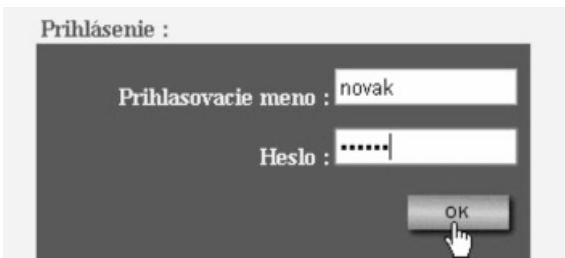 Prihlásenie :
Prihlasovacie meno : novak
Heslo : ••••••
OK